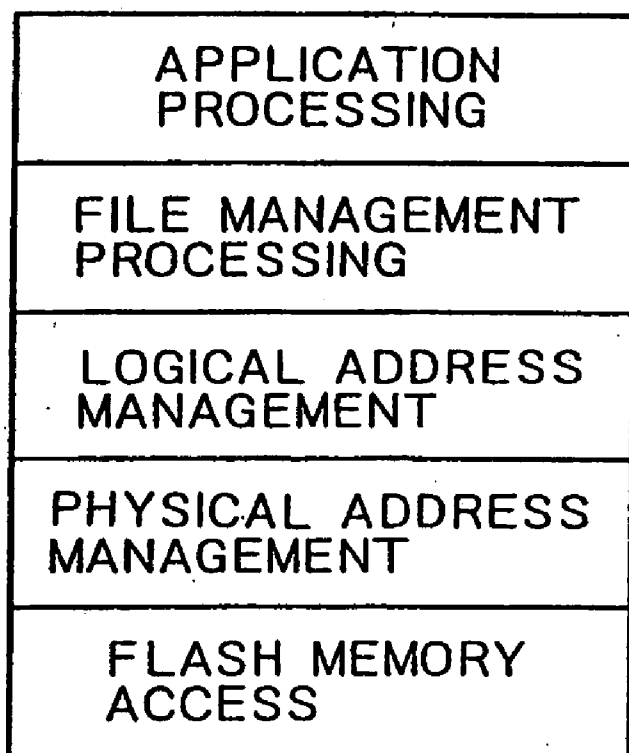 APPLICATION
PROCESSING
FILE MANAGEMENT
PROCESSING
LOGICAL ADDRESS
MANAGEMENT
PHYSICAL ADDRESS
MANAGEMENT
FLASH MEMORY
ACCESS